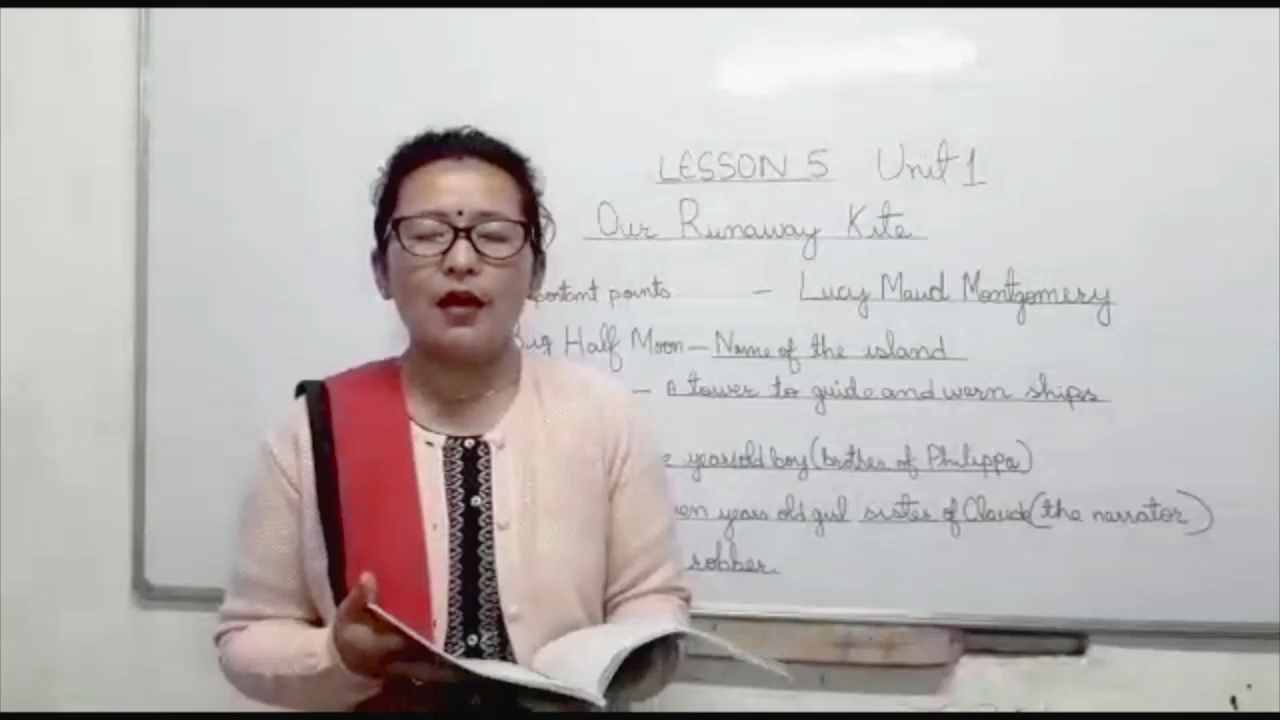 LESSON 5 Unit 1
Our Runaway Kite
points - Lucy Maud Montgomery
Half Moon - Name of the island
- A tower to guide and warn ships
years old boy (brother of Philippa)
years old girl sister of Claude (the narrator)
robber